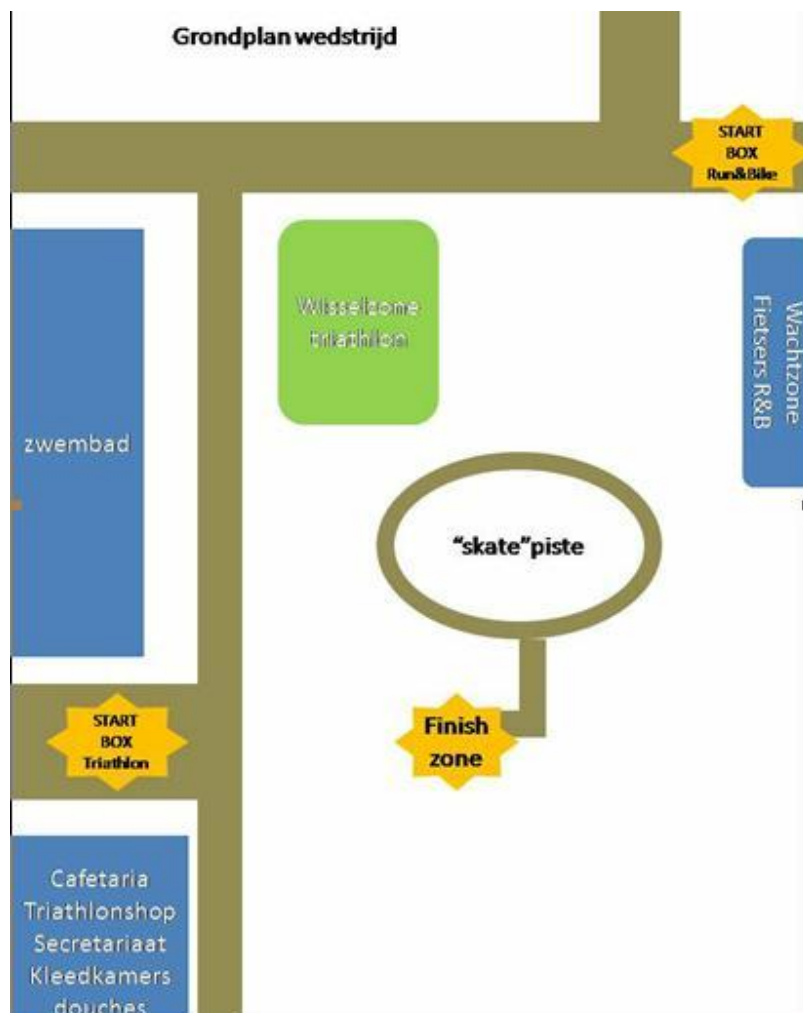 Grondplan wedstrijd
START
BOX
Run&Bike
Wisselzone
triathlon
Wachtzone
Fietsers R&B
zwembad
“skate”piste
START
BOX
Triathlon
Finish
zone
Cafetaria
Triathlonshop
Secretariaat
Kleedkamers
douches